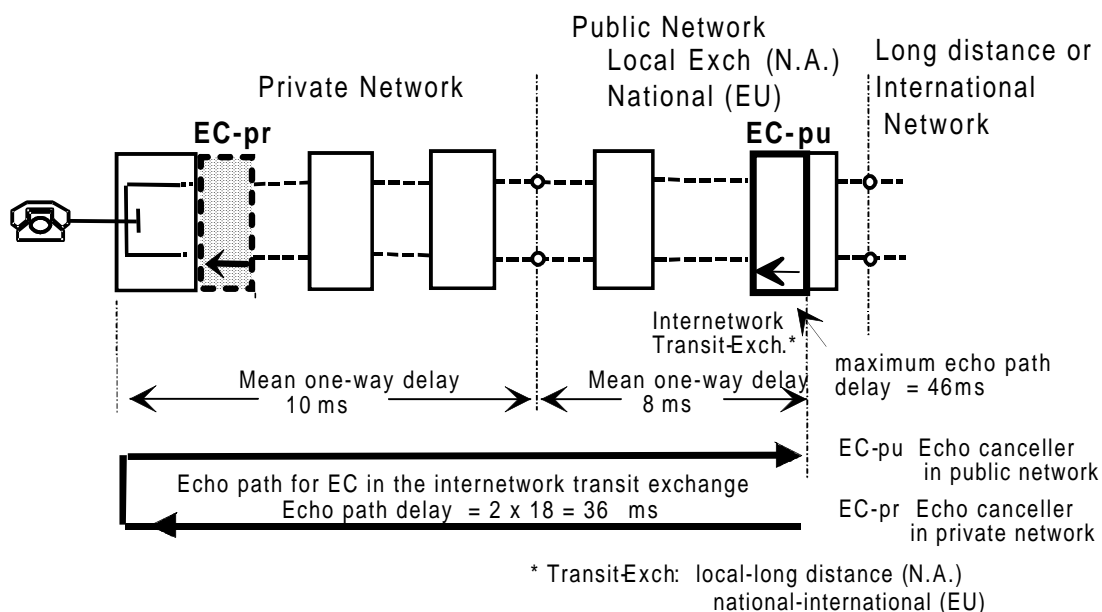 Public Network
Local Exch (N.A.)
National (EU)
Long distance or
International
Network
Private Network
EC-pr
EC-pu
Internetwork
Transit-Exch.*
maximum echo path
delay = 46ms
Mean one-way delay
10 ms
Mean one-way delay
8 ms
Echo path for EC in the internetwork transit exchange
Echo path delay = 2 x 18 = 36 ms
EC-pu Echo canceller
in public network
EC-pr Echo canceller
in private network
* Transit-Exch: local-long distance (N.A.)
national-international (EU)